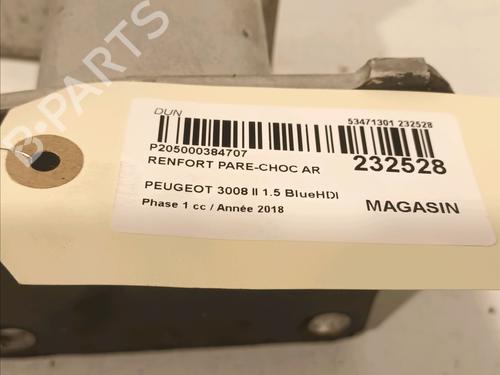 B-PARTS
DUN
53471301 232528
P205000384707
232528
RENFORT PARE-CHOC AR
PEUGEOT 3008 II 1.5 BlueHDI
MAGASIN
Phase 1 cc / Année 2018